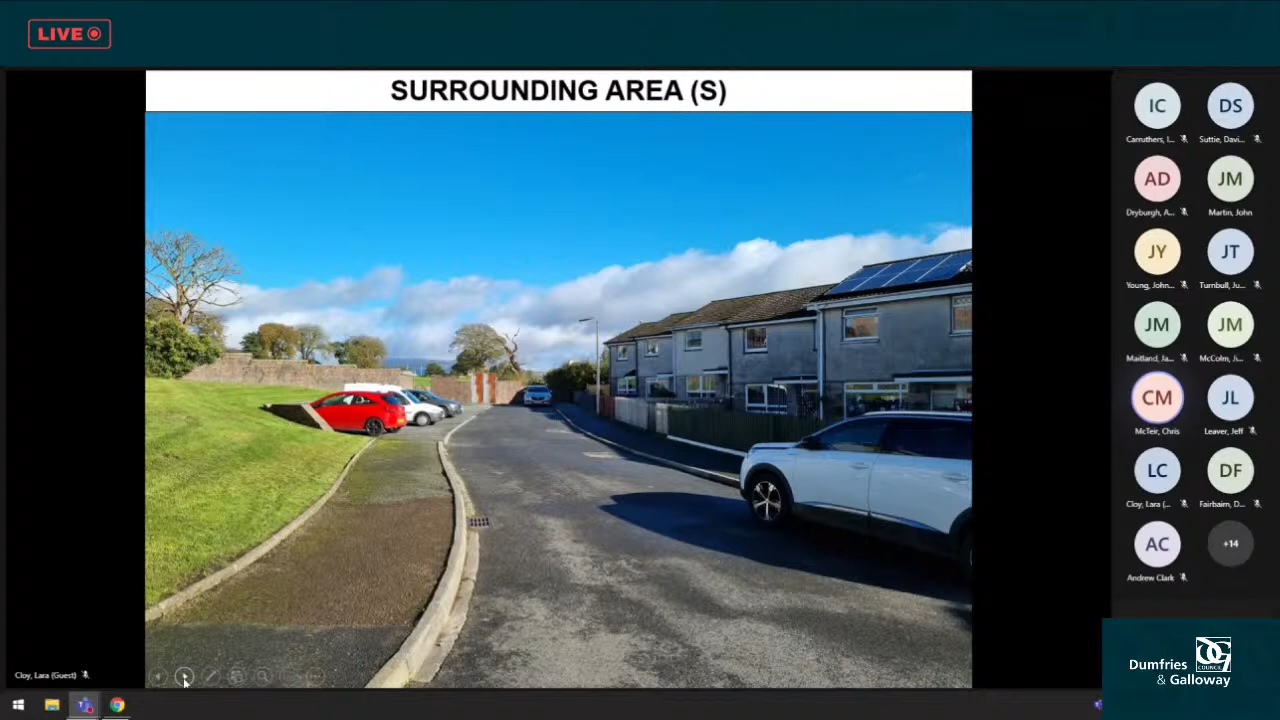 LIVE
SURROUNDING AREA (S)
IC
DS
Carruthers, I...
Suttie, Davi...
AD
JM
Dryburgh, A...
Martin, John
JY
JT
Young, John...
Turnbull, Ju...
JM
JM
Maitland, Ja...
McColm, Ji...
CM
JL
McTeir, Chris
Leaver, Jeff
LC
DF
Cloy, Lara (...
Fairbairn, D...
AC
+14
Andrew Clark
Cloy, Lara (Guest)
Dumfries
& Galloway
COUNCIL